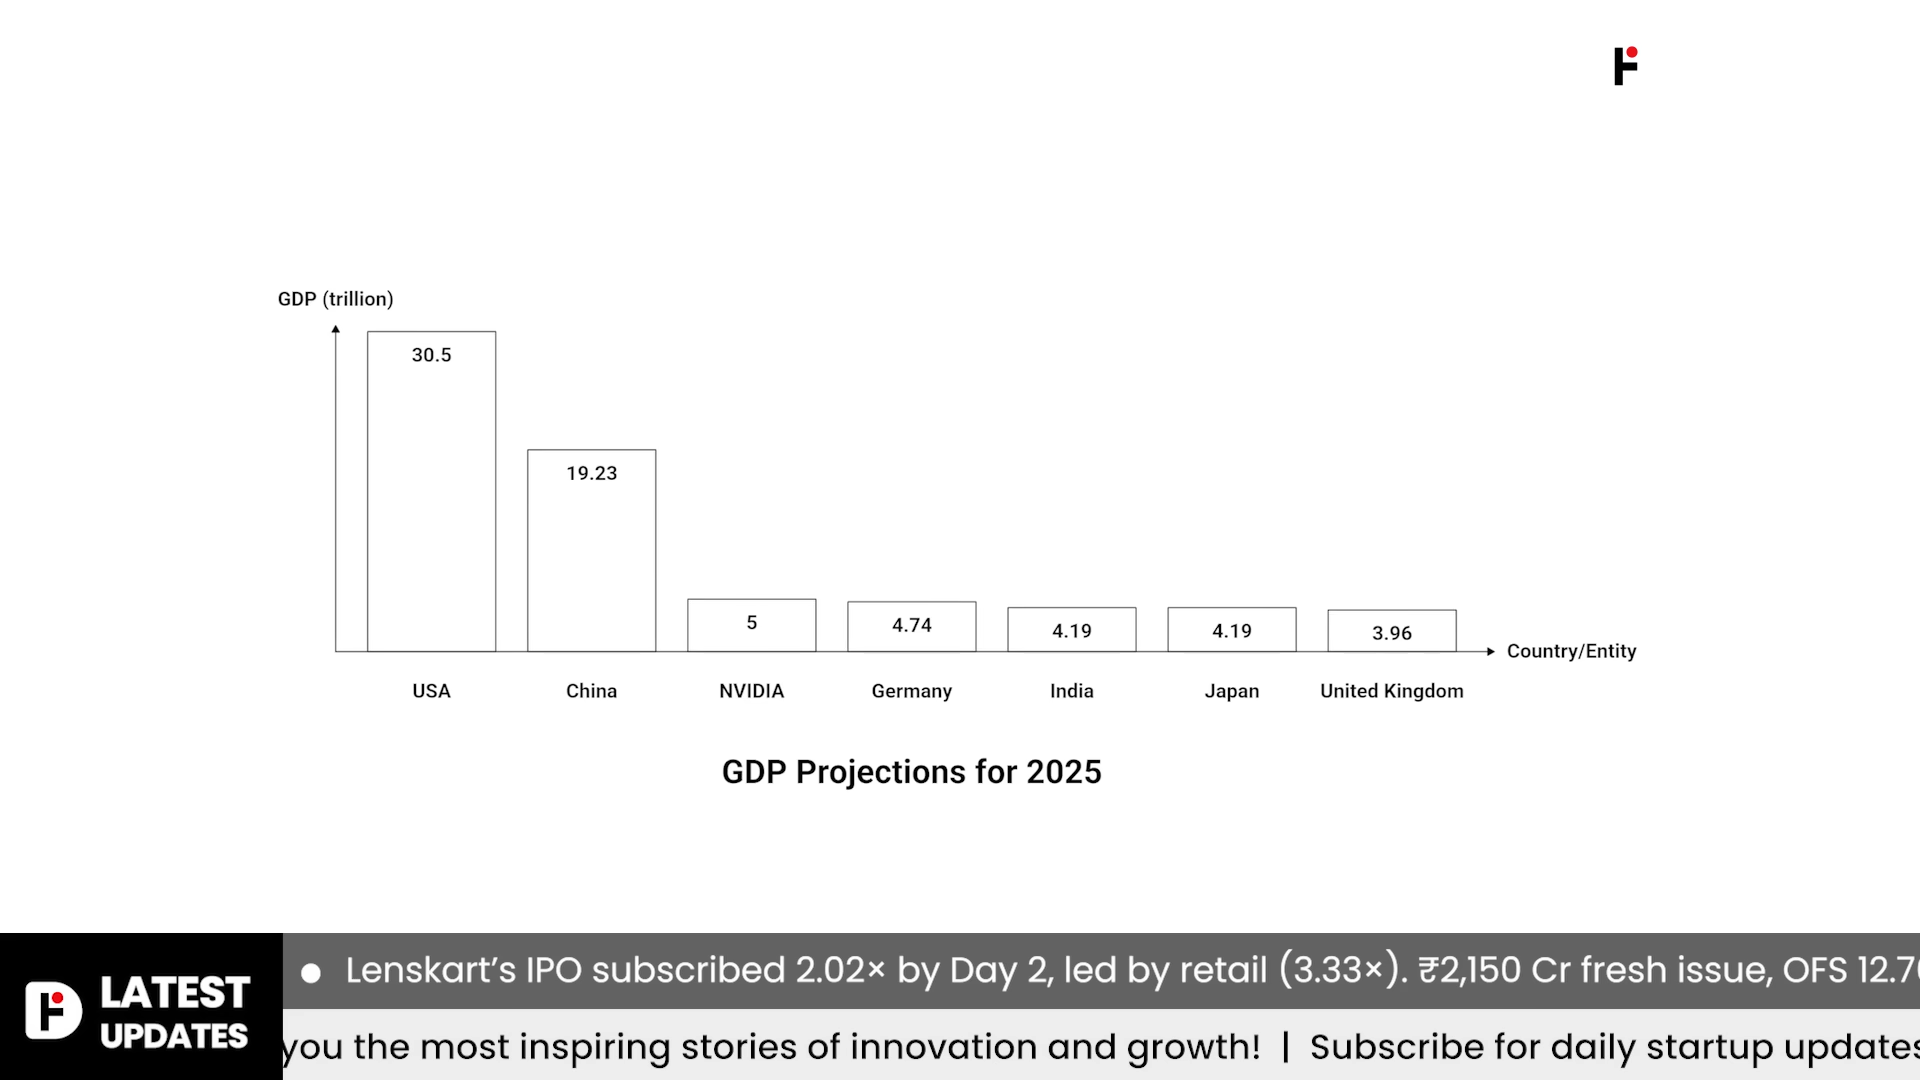 GDP (trillion)
30.5
19.23
5
4.74
4.19
4.19
3.96
Country/Entity
USA
China
NVIDIA
Germany
India
Japan
United Kingdom
GDP Projections for 2025
LATEST
UPDATES
● Lenskart’s IPO subscribed 2.02× by Day 2, led by retail (3.33×). ₹2,150 Cr fresh issue, OFS 12.7
you the most inspiring stories of innovation and growth! | Subscribe for daily startup updates